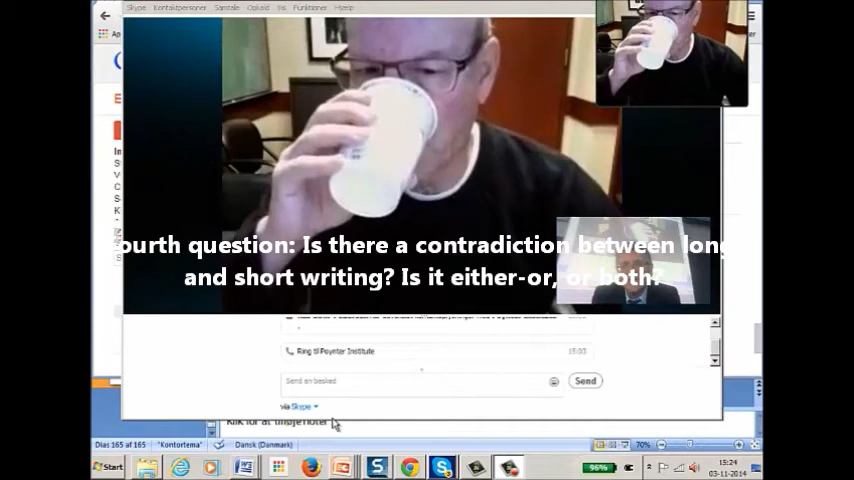 Skype Kontaktpersoner Samtale Opkald Vis Funktioner Hjælp
ourth question: Is there a contradiction between long
and short writing? Is it either-or, or both?
Ring til Poynter Institute 15:03
Send en besked
Send
via Skype
Klik for at tilføje noter
Dias 165 af 165 "Kontortema" Dansk (Danmark) 70%
Start 96% 15:24
03-11-2014